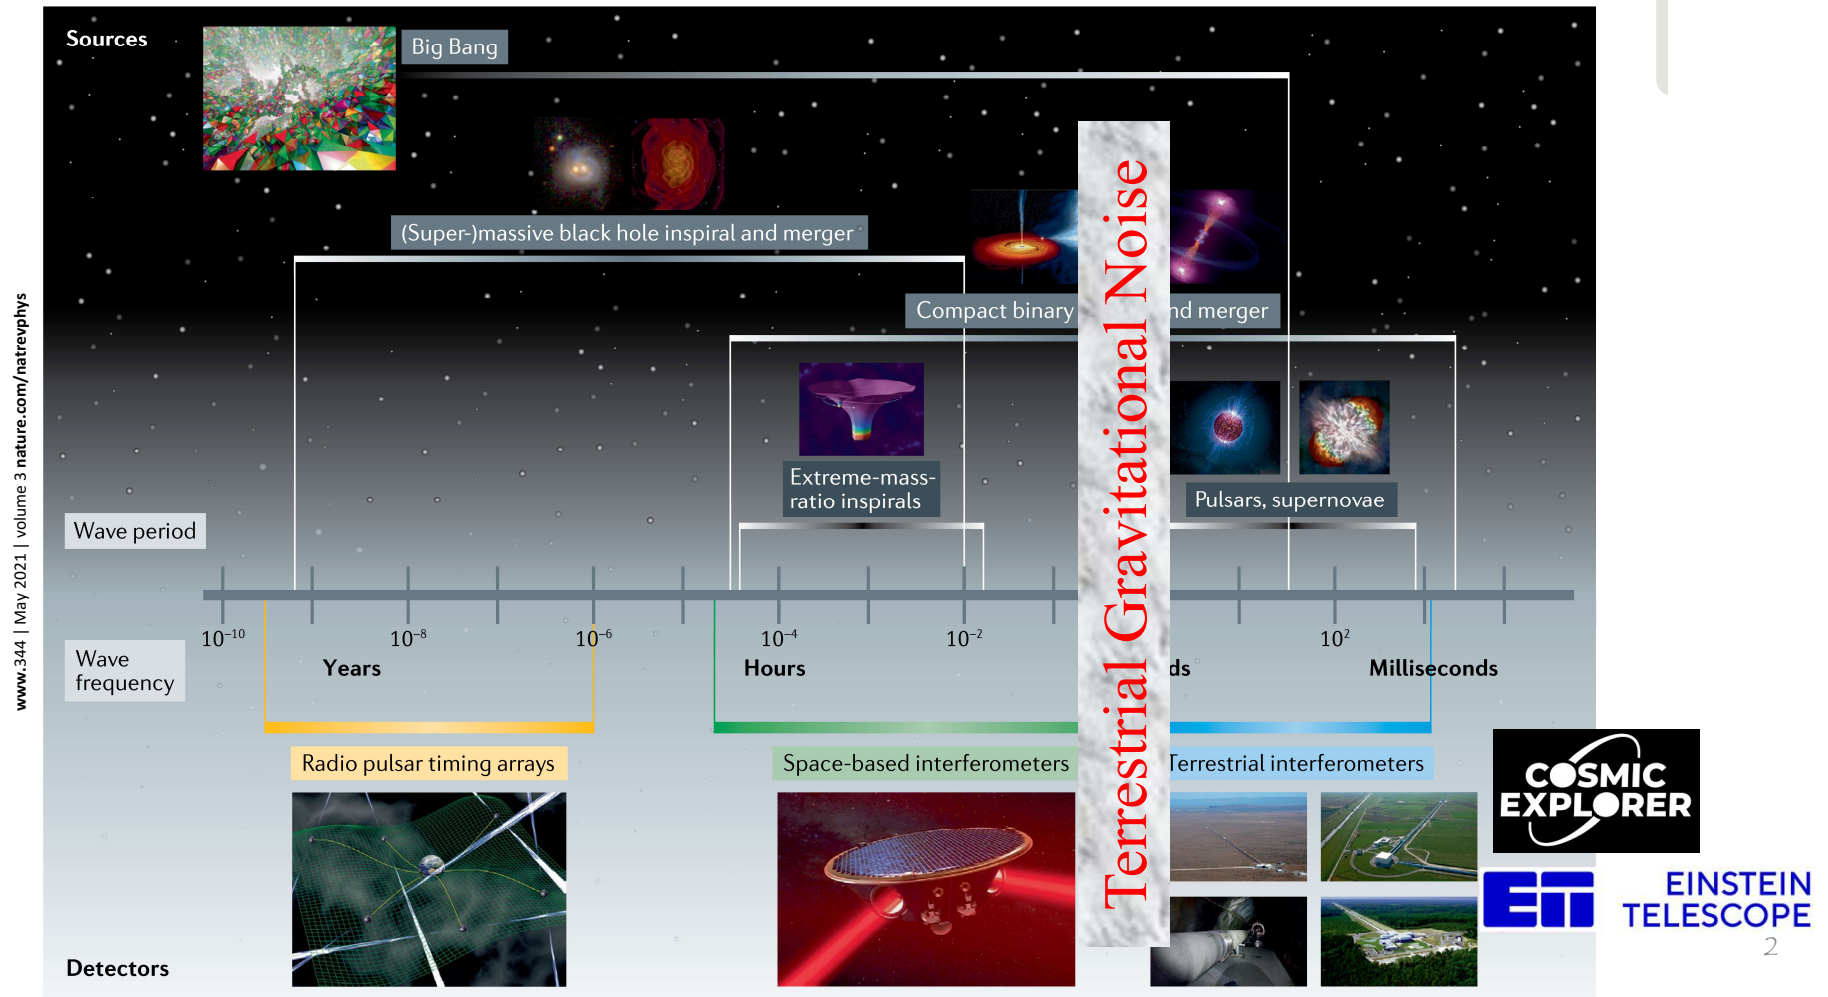 Sources
Big Bang
(Super-)massive black hole inspiral and merger
Compact binary
nd merger
Extreme-mass-
ratio inspirals
Pulsars, supernovae
Wave period
10⁻¹⁰
10⁻⁸
10⁻⁶
10⁻⁴
10⁻²
10²
Wave
frequency
Years
Hours
ds
Milliseconds
Radio pulsar timing arrays
Space-based interferometers
Terrestrial interferometers
Detectors
Terrestrial Gravitational Noise
www.344 | May 2021 | volume 3 nature.com/natrevphys
COSMIC
EXPLORER
ET
EINSTEIN
TELESCOPE
2